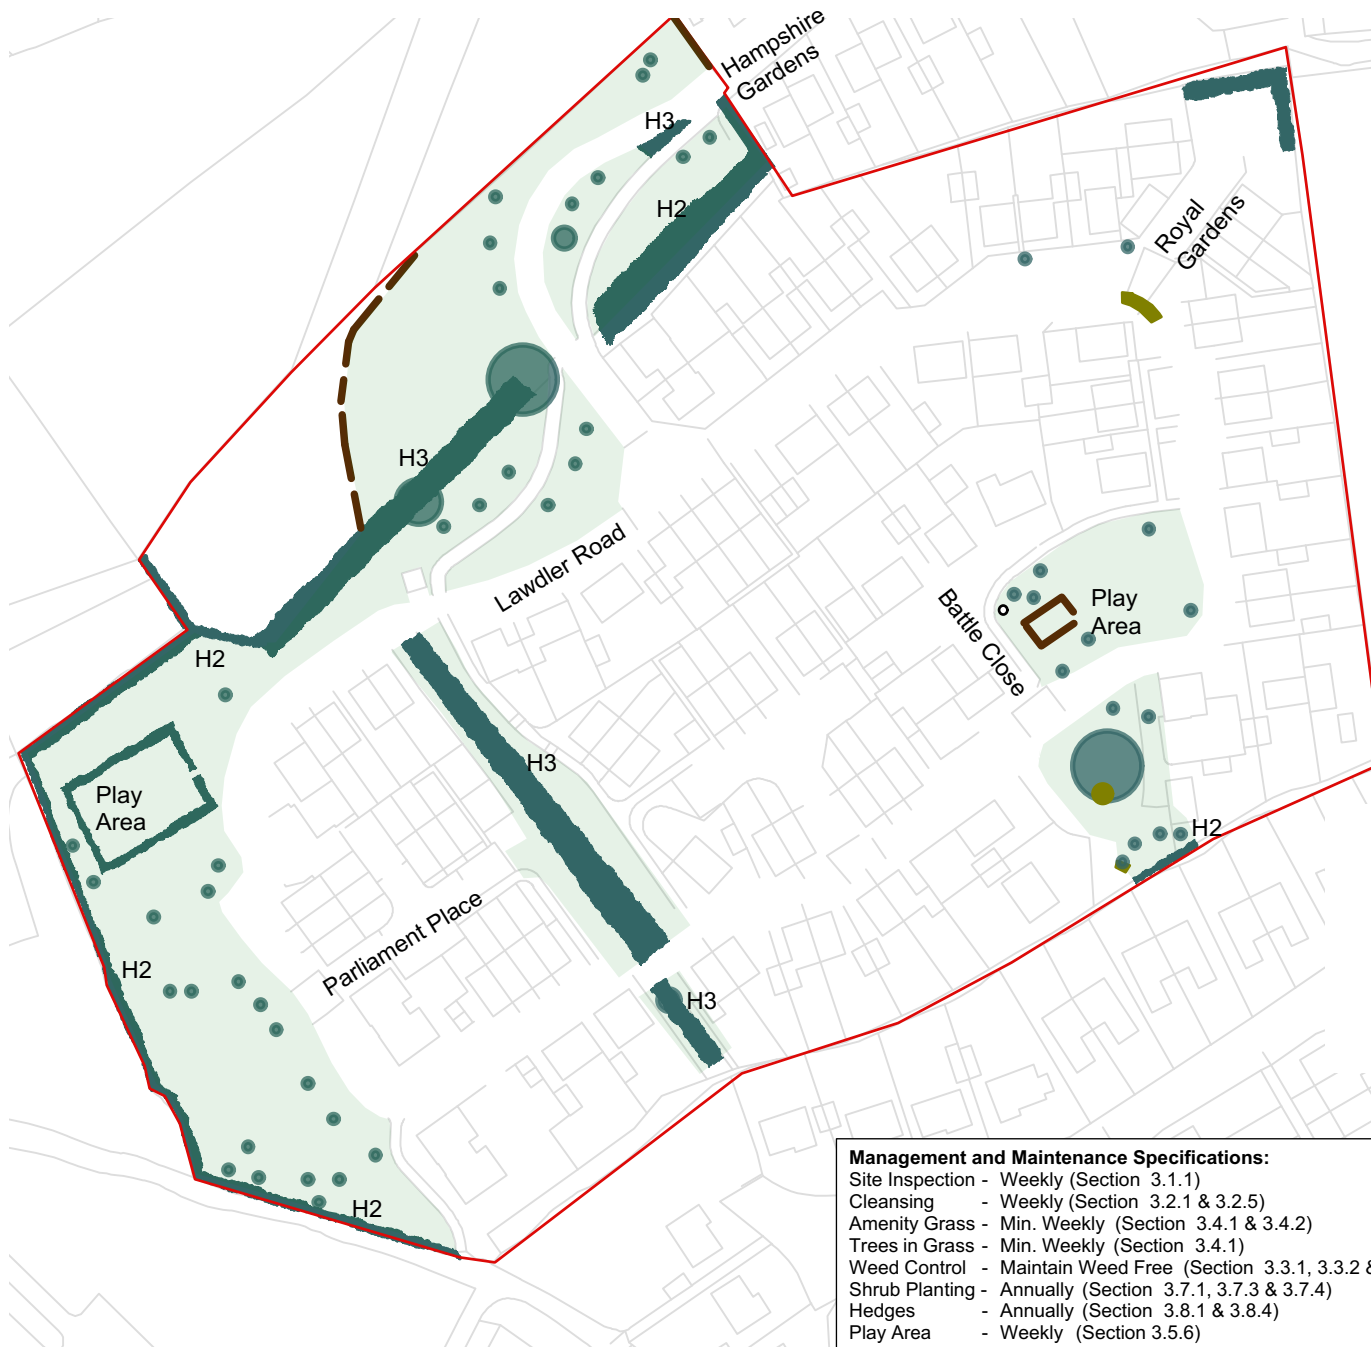 Hampshire
Gardens
H3
H2
Royal
Gardens
H3
Lawdler Road
Play
Area
Battle Close
H2
H3
Play
Area
H2
Parliament Place
H2
H3
H2
Management and Maintenance Specifications:
Site Inspection - Weekly (Section 3.1.1)
Cleansing - Weekly (Section 3.2.1 & 3.2.5)
Amenity Grass - Min. Weekly (Section 3.4.1 & 3.4.2)
Trees in Grass - Min. Weekly (Section 3.4.1)
Weed Control - Maintain Weed Free (Section 3.3.1, 3.3.2 &
Shrub Planting - Annually (Section 3.7.1, 3.7.3 & 3.7.4)
Hedges - Annually (Section 3.8.1 & 3.8.4)
Play Area - Weekly (Section 3.5.6)